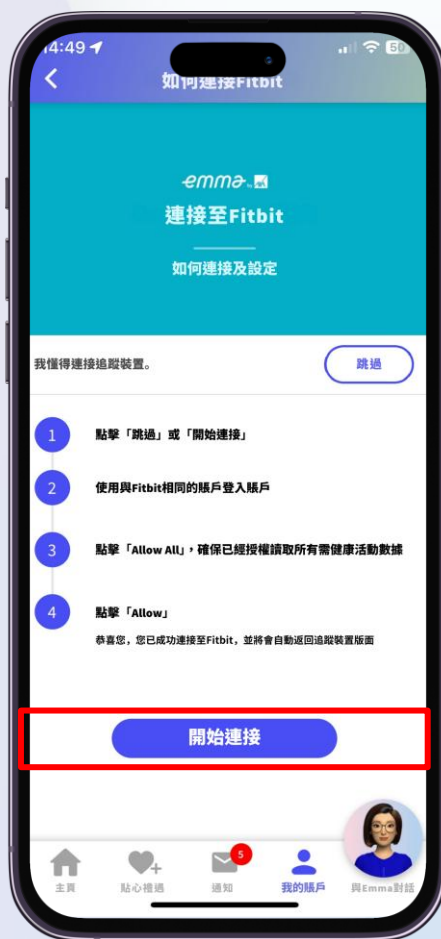 14:49
50
如何連接Fitbit
emma by AXA
連接至Fitbit
如何連接及設定
我懂得連接追蹤裝置。
跳過
1
點擊「跳過」或「開始連接」
2
使用與Fitbit相同的賬戶登入賬戶
3
點擊「Allow All」，確保已經授權讀取所有需健康活動數據
4
點擊「Allow」
恭喜您，您已成功連接至Fitbit，並將會自動返回追蹤裝置版面
開始連接
5
主頁
貼心禮遇
通知
我的賬戶
與Emma對話